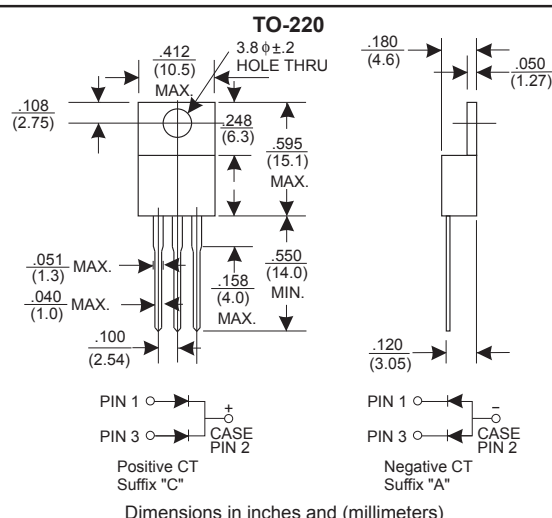 TO-220
.412
(10.5)
MAX.
3.8 ϕ±.2
HOLE THRU
.180
(4.6)
.050
(1.27)
.108
(2.75)
.248
(6.3)
.595
(15.1)
MAX.
.051
(1.3)
MAX.
.040
(1.0)
MAX.
.158
(4.0)
MAX.
.550
(14.0)
MIN.
.100
(2.54)
.120
(3.05)
PIN 1
+
PIN 3
CASE
PIN 2
Positive CT
Suffix "C"
PIN 1
−
PIN 3
CASE
PIN 2
Negative CT
Suffix "A"
Dimensions in inches and (millimeters)